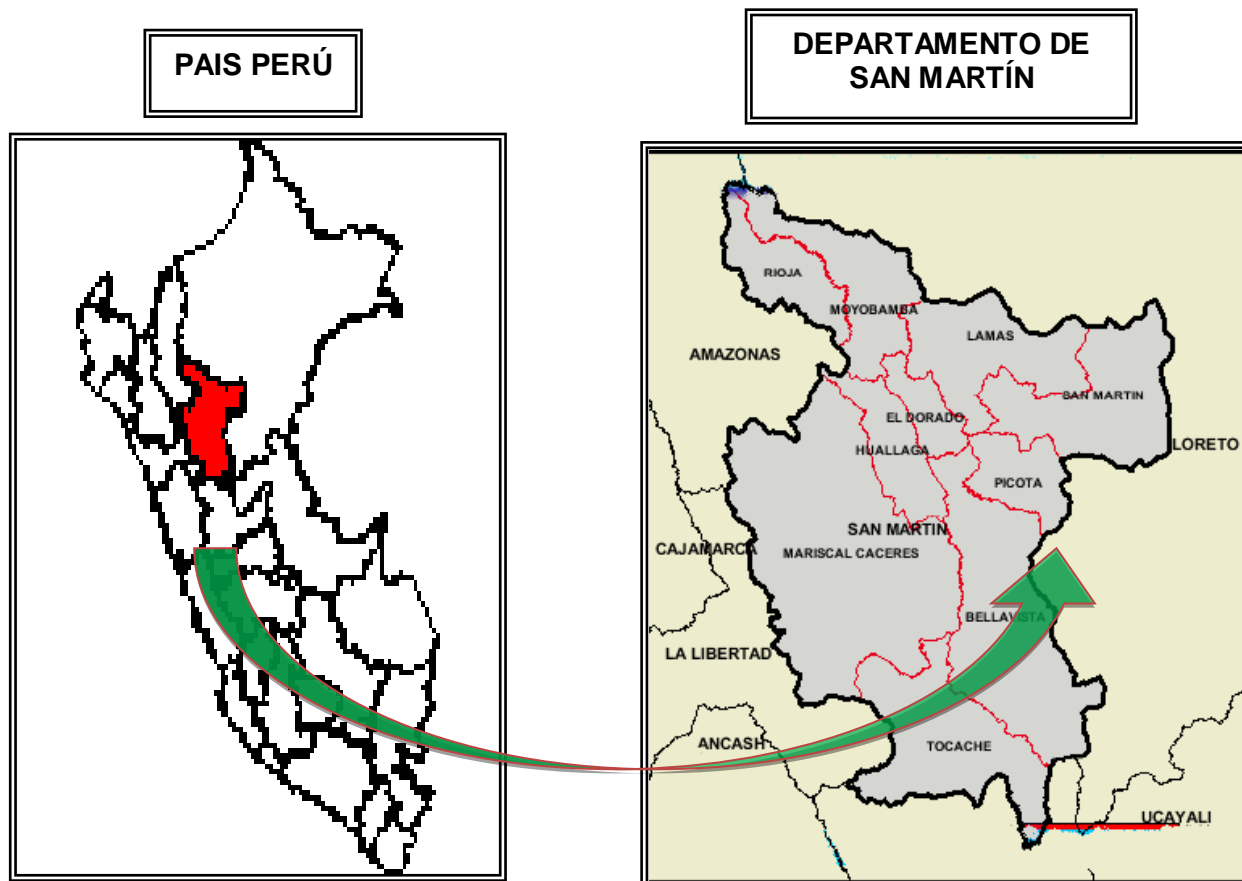 PAIS PERÚ
DEPARTAMENTO DE
SAN MARTÍN
RIOJA
MOYOBAMBA
LAMAS
AMAZONAS
SAN MARTIN
EL DORADO
HUALLAGA
LORETO
PICOTA
SAN MARTIN
CAJAMARCA
MARISCAL CACERES
BELLAVISTA
LA LIBERTAD
ANCASH
TOCACHE
UCAYALI